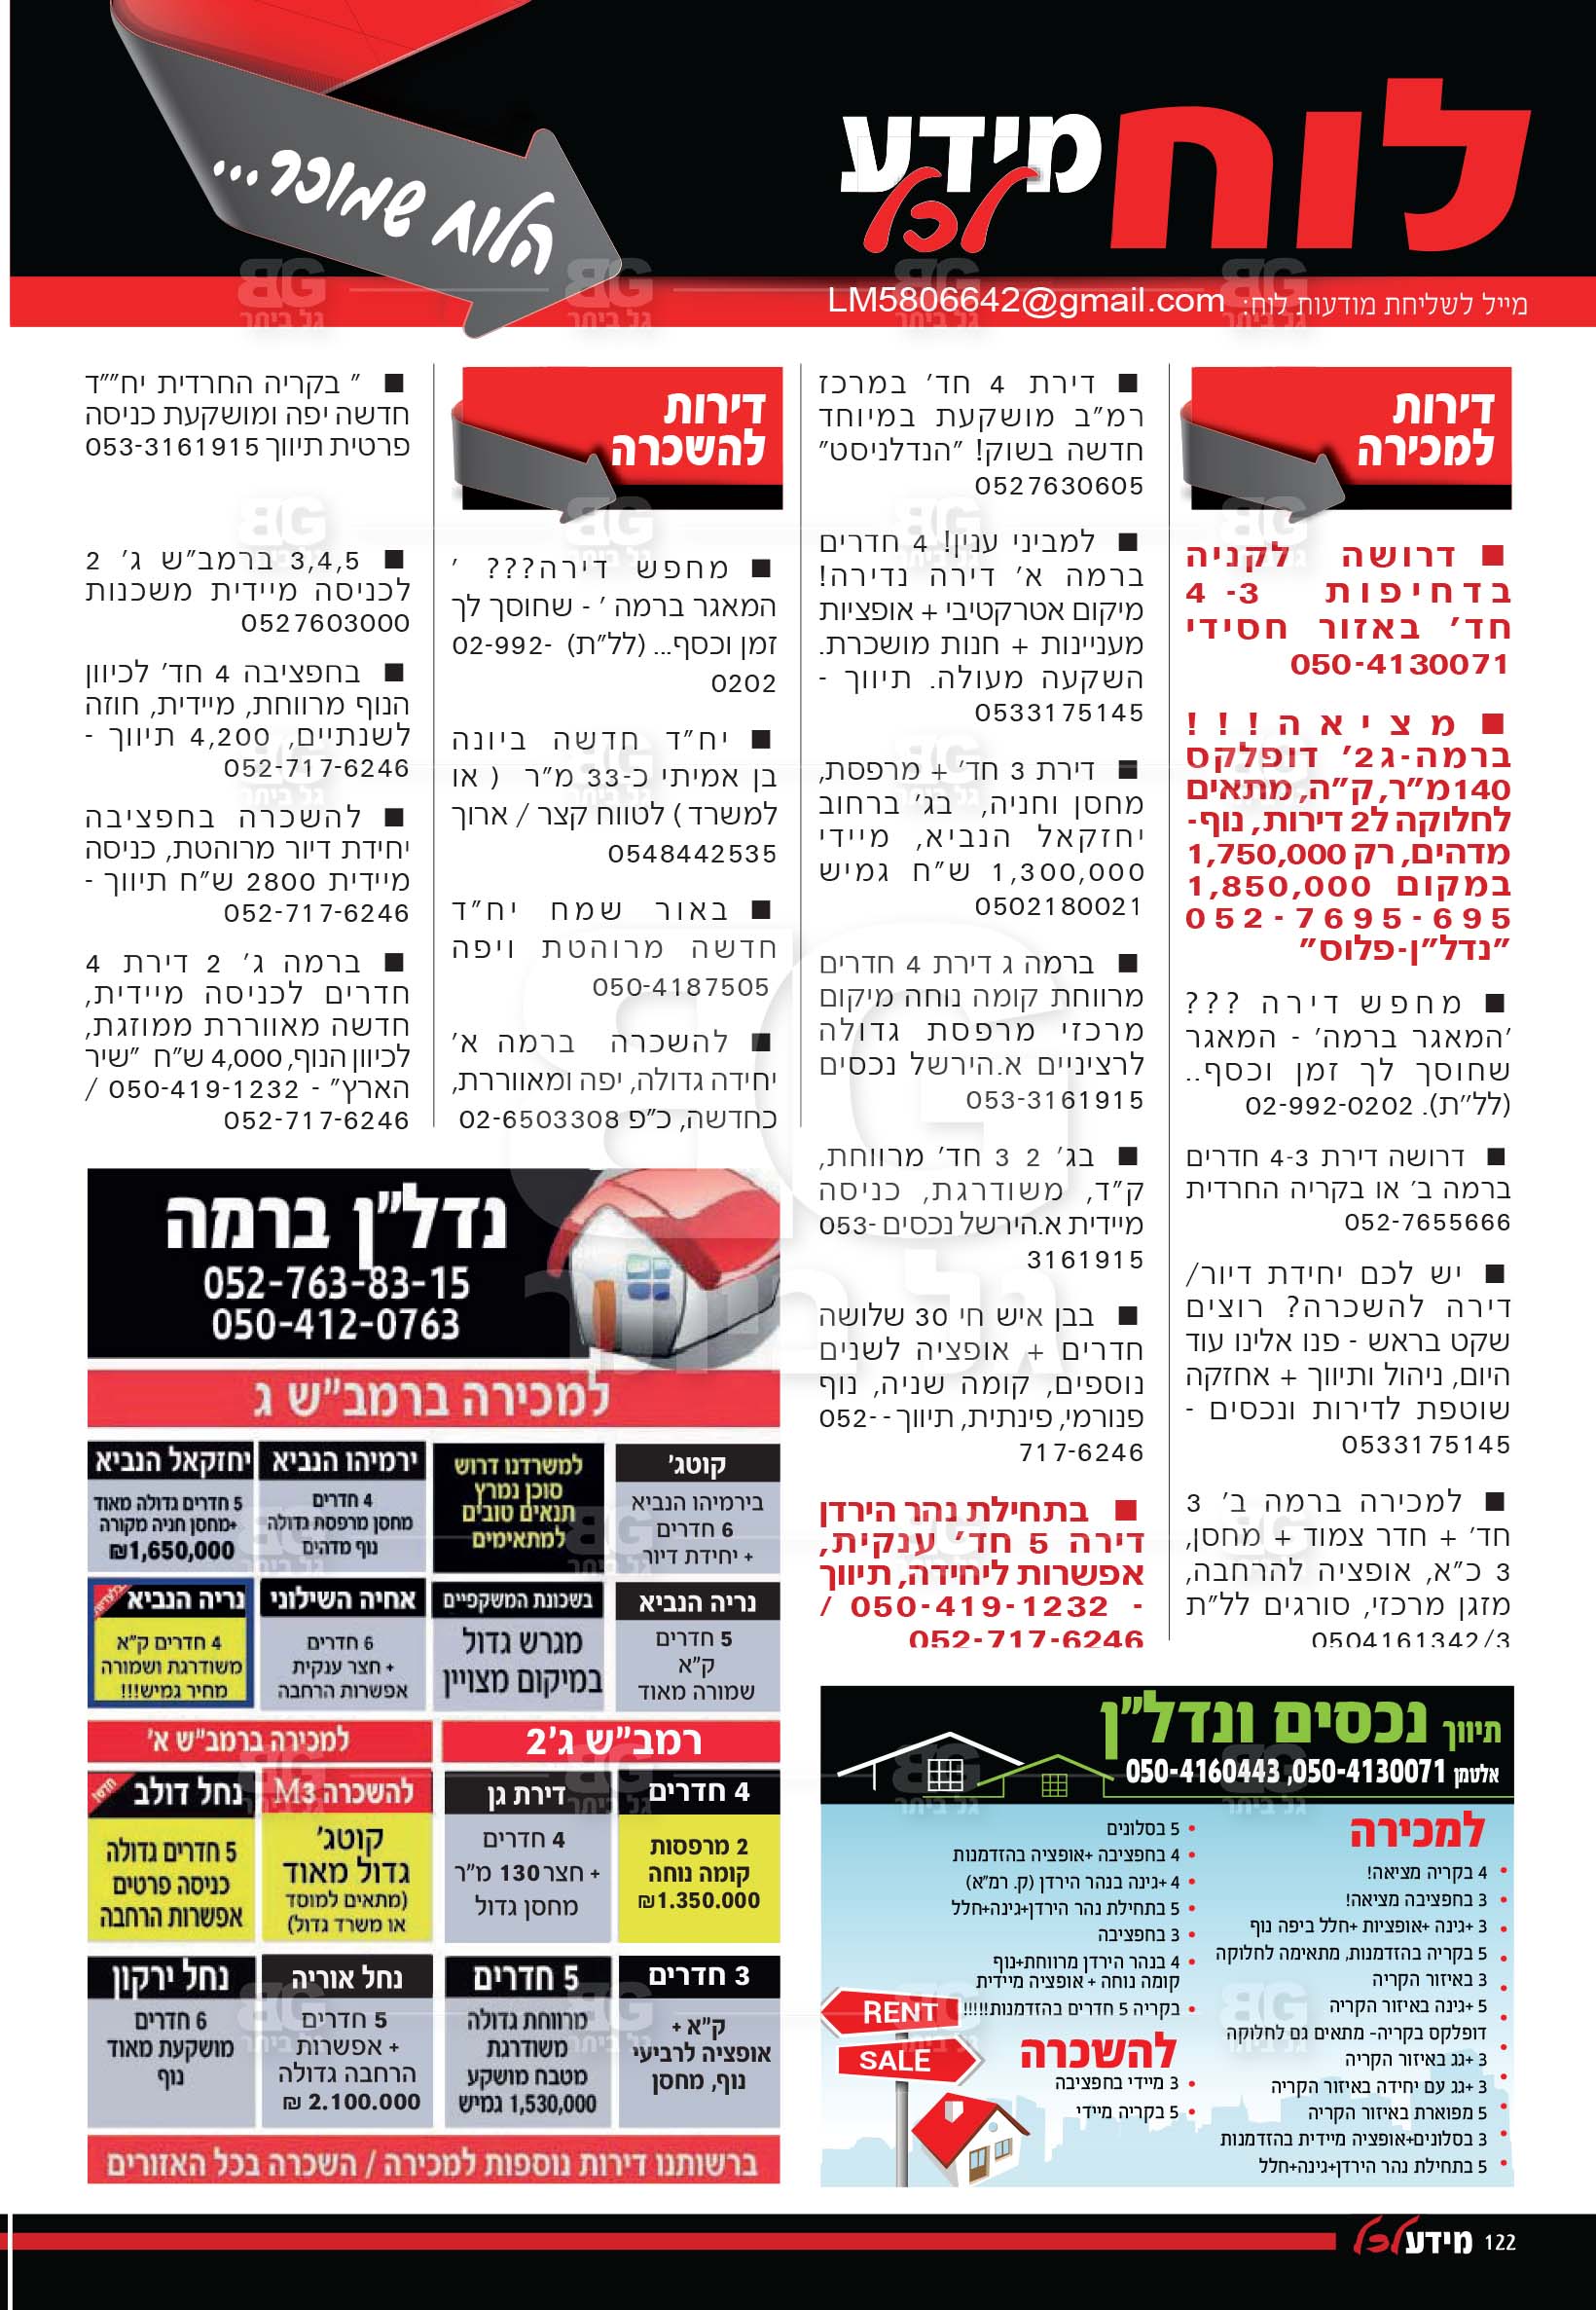 לוח
מידע
לכל
הלוח שמוכר...
מייל לשליחת מודעות לוח: LM5806642@gmail.com
דירות
למכירה
■ דרושה לקניה
בדחיפות 3- 4
חד' באזור חסידי
050-4130071
■ מציאה!!!
ברמה-ג2' דופלקס
140מ"ר, ק"ה, מתאים
לחלוקה ל2 דירות, נוף-
מדהים, רק 1,750,000
במקום 1,850,000
052-7695-695
"נדל"ן-פלוס"
■ מחפש דירה ???
'המאגר ברמה' - המאגר
שחוסך לך זמן וכסף..
(לל"ת). 02-992-0202
■ דרושה דירת 4-3 חדרים
ברמה ב' או בקריה החרדית
052-7655666
■ יש לכם יחידת דיור/
דירה להשכרה? רוצים
שקט בראש - פנו אלינו עוד
היום, ניהול ותיווך + אחזקה
שוטפת לדירות ונכסים -
0533175145
■ למכירה ברמה ב' 3
חד' + חדר צמוד + מחסן,
3 כ"א, אופציה להרחבה,
מזגן מרכזי, סורגים לל"ת
0504161342/3
■ דירת 4 חד' במרכז
רמ"ב מושקעת במיוחד
חדשה בשוק! "הנדלניסט"
0527630605
■ למביני ענין! 4 חדרים
ברמה א' דירה נדירה!
מיקום אטרקטיבי + אופציות
מעניינות + חנות מושכרת.
השקעה מעולה. תיווך -
0533175145
■ דירת 3 חד' + מרפסת,
מחסן וחניה, בג' ברחוב
יחזקאל הנביא, מיידי
1,300,000 ש"ח גמיש
0502180021
■ ברמה ג דירת 4 חדרים
מרווחת קומה נוחה מיקום
מרכזי מרפסת גדולה
לרציניים א.הירשל נכסים
053-3161915
■ בג' 2 3 חד' מרווחת,
ק"ד, משודרגת, כניסה
מיידית א.הירשל נכסים -053
3161915
■ בבן איש חי 30 שלושה
חדרים + אופציה לשנים
נוספים, קומה שניה, נוף
פנורמי, פינתית, תיווך - -052
717-6246
■ בתחילת נהר הירדן
דירה 5 חד' ענקית,
אפשרות ליחידה, תיווך
- 050-419-1232 /
052-717-6246
דירות
להשכרה
■ מחפש דירה??? '
המאגר ברמה ' - שחוסך לך
זמן וכסף... (לל"ת) 02-992-
0202
■ יח"ד חדשה ביונה
בן אמיתי כ-33 מ"ר ( או
למשרד ) לטווח קצר / ארוך
0548442535
■ באור שמח יח"ד
חדשה מרוהטת ויפה
050-4187505
■ להשכרה ברמה א'
יחידה גדולה, יפה ומאווררת,
כחדשה, כ"פ 02-6503308
■ " בקריה החרדית יח""ד
חדשה יפה ומושקעת כניסה
פרטית תיווך 053-3161915
■ 3,4,5 ברמב"ש ג' 2
לכניסה מיידית משכנות
0527603000
■ בחפציבה 4 חד' לכיוון
הנוף מרווחת, מיידית, חוזה
לשנתיים, 4,200 תיווך -
052-717-6246
■ להשכרה בחפציבה
יחידת דיור מרוהטת, כניסה
מיידית 2800 ש"ח תיווך -
052-717-6246
■ ברמה ג' 2 דירת 4
חדרים לכניסה מיידית,
חדשה מאווררת ממוזגת,
לכיוון הנוף, 4,000 ש"ח "שיר
הארץ" - 050-419-1232 /
052-717-6246
נדל"ן ברמה
052-763-83-15
050-412-0763
למכירה ברמב"ש ג
קוטג'
בירמיהו הנביא
6 חדרים
+ יחידת דיור
למשרדנו דרוש
סוכן נמרץ
תנאים טובים
למתאימים
ירמיהו הנביא
4 חדרים
מחסן מרפסת גדולה
נוף מדהים
יחזקאל הנביא
5 חדרים גדולה מאוד
+מחסן חניה מקורה
₪1,650,000
נריה הנביא
5 חדרים
ק"א
שמורה מאוד
בשכונת המשקפיים
מגרש גדול
במיקום מצויין
אחיה השילוני
6 חדרים
+ חצר ענקית
אפשרות הרחבה
בלעדיות
נריה הנביא
4 חדרים ק"א
משודרגת ושמורה
מחיר גמיש!!!
רמב"ש ג'2
4 חדרים
2 מרפסות
קומה נוחה
₪1.350.000
דירת גן
4 חדרים
+ חצר 130 מ"ר
מחסן גדול
3 חדרים
ק"א +
אופציה לרביעי
נוף, מחסן
5 חדרים
מרווחת גדולה
משודרגת
מטבח מושקע
1,530,000 גמיש
למכירה ברמב"ש א'
להשכרה M3
קוטג'
גדול מאוד
(מתאים למוסד
או משרד גדול)
חדש!
נחל דולב
5 חדרים גדולה
כניסה פרטים
אפשרות הרחבה
נחל אוריה
5 חדרים
+ אפשרות
הרחבה גדולה
2.100.000 ₪
נחל ירקון
6 חדרים
מושקעת מאוד
נוף
ברשותנו דירות נוספות למכירה / השכרה בכל האזורים
תיווך נכסים ונדל"ן
אלטמן 050-4130071, 050-4160443
למכירה
• 4 בקריה מציאה!
• 3 בחפציבה מציאה!
• 3 +גינה +אופציות +חלל ביפה נוף
• 5 בקריה בהזדמנות, מתאימה לחלוקה
• 3 באיזור הקריה
• 5 +גינה באיזור הקריה
דופלקס בקריה- מתאים גם לחלוקה
• 3 +גג באיזור הקריה
• 3 +גג עם יחידה באיזור הקריה
• 5 מפוארת באיזור הקריה
• 3 בסלונים+אופציה מיידית בהזדמנות
• 5 בתחילת נהר הירדן+גינה+חלל
• 5 בסלונים
• 4 בחפציבה +אופציה בהזדמנות
• 4 +גינה בנהר הירדן (ק. רמ"א)
• 5 בתחילת נהר הירדן+גינה+חלל
• 3 בחפציבה
• 4 בנהר הירדן מרווחת+נוף
קומה נוחה + אופציה מיידית
• בקריה 5 חדרים בהזדמנות!!!!!
להשכרה
• 3 מיידי בחפציבה
• 5 בקריה מיידי
RENT
SALE
122 מידע לכל
BG
גל ביתר